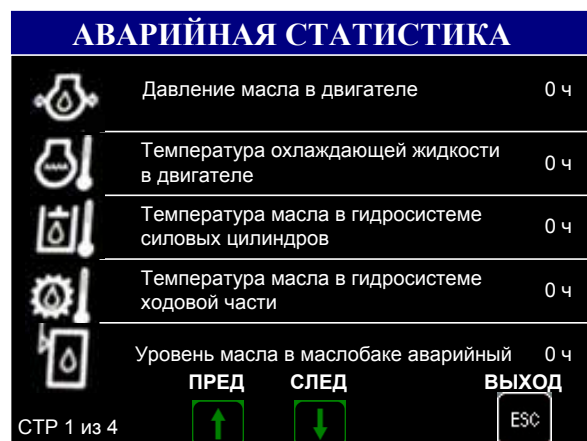 АВАРИЙНАЯ СТАТИСТИКА
Давление масла в двигателе 0 ч
Температура охлаждающей жидкости
в двигателе 0 ч
Температура масла в гидросистеме
силовых цилиндров 0 ч
Температура масла в гидросистеме
ходовой части 0 ч
Уровень масла в маслобаке аварийный 0 ч
ПРЕД СЛЕД ВЫХОД
СТР 1 из 4 ESC